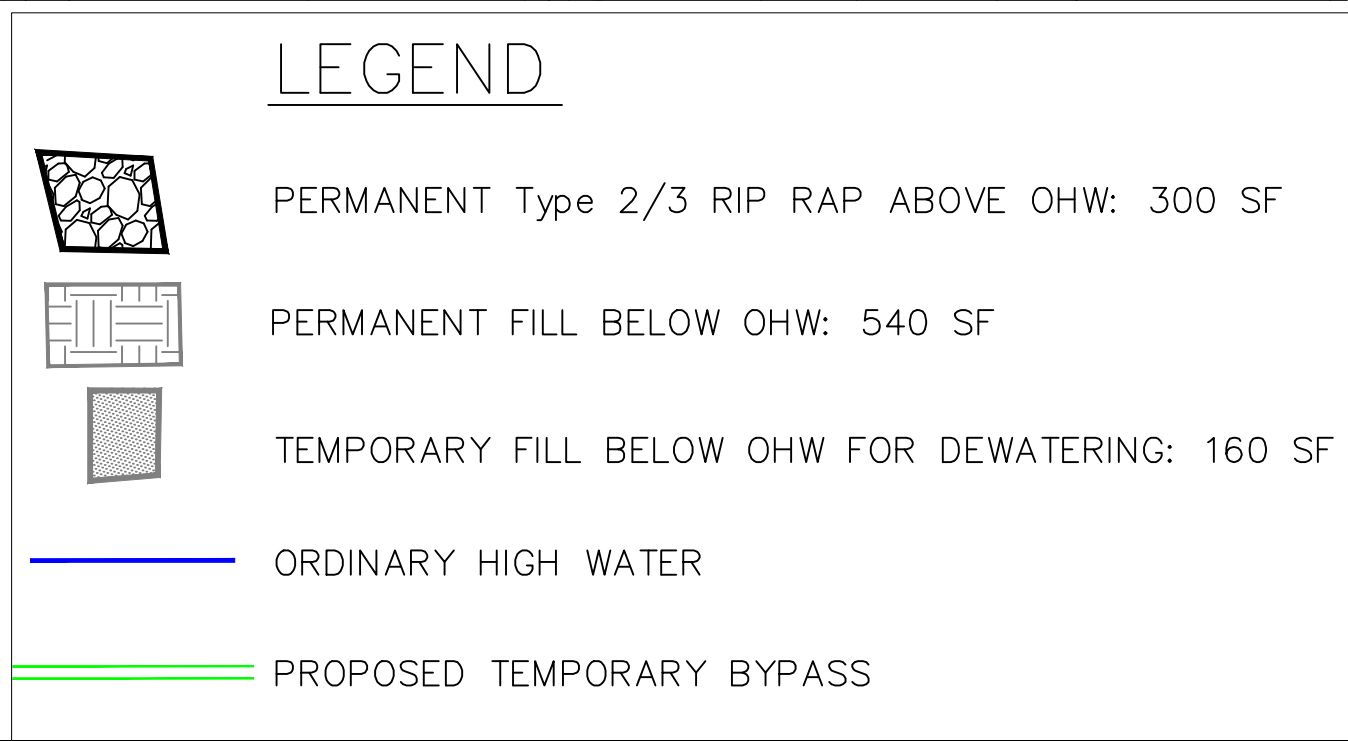 LEGEND
PERMANENT Type 2/3 RIP RAP ABOVE OHW: 300 SF
PERMANENT FILL BELOW OHW: 540 SF
TEMPORARY FILL BELOW OHW FOR DEWATERING: 160 SF
ORDINARY HIGH WATER
PROPOSED TEMPORARY BYPASS